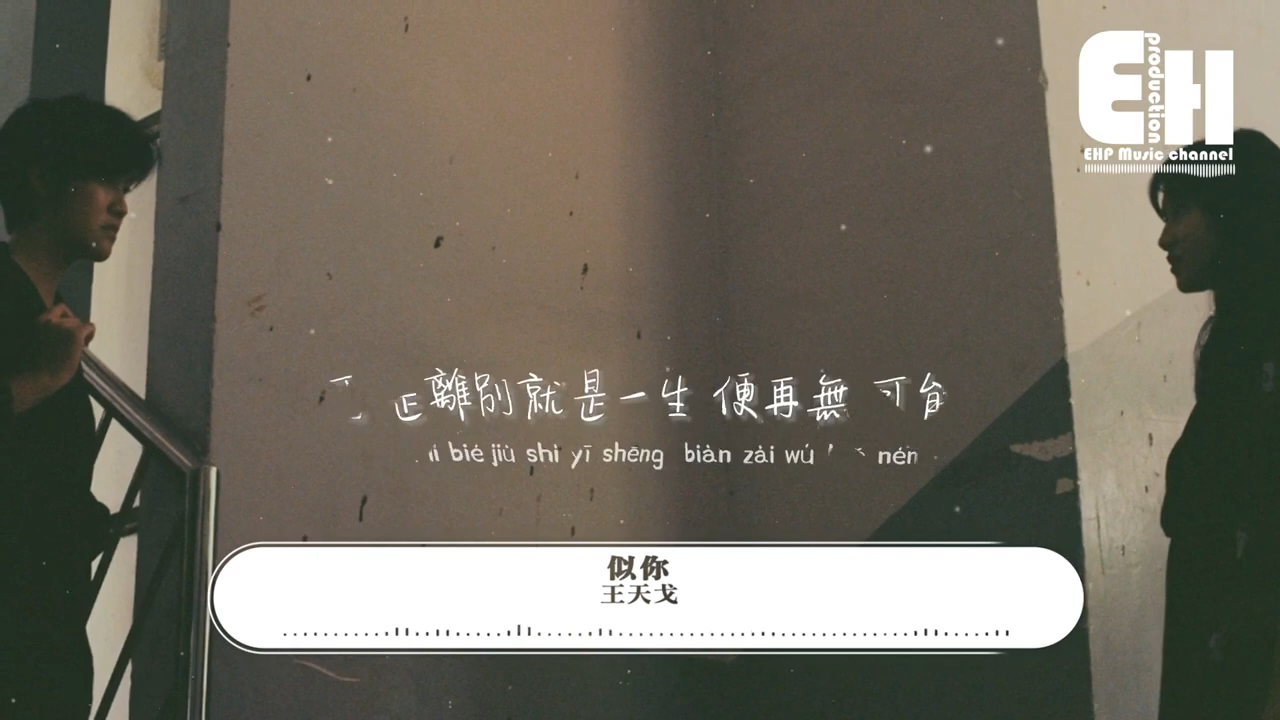 EH
production
EHP Music channel
離別就是一生 便再無
bié jiù shì yī shēng biàn zài wú
似你
王天戈